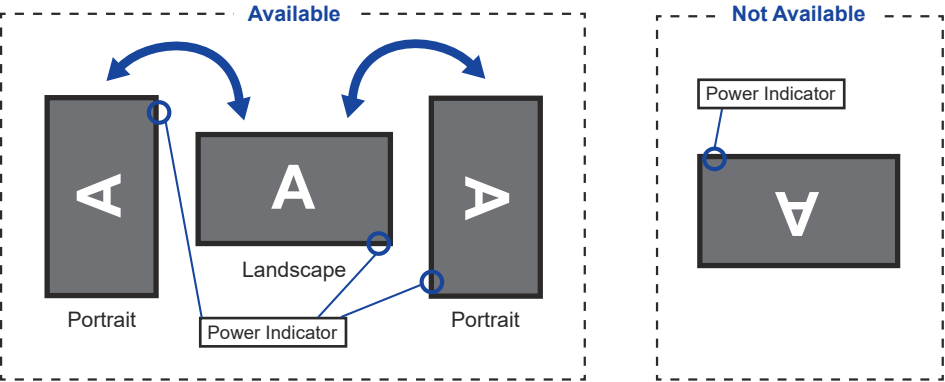 Available
Not Available
Power Indicator
A
A
A
A
Landscape
Portrait
Portrait
Power Indicator